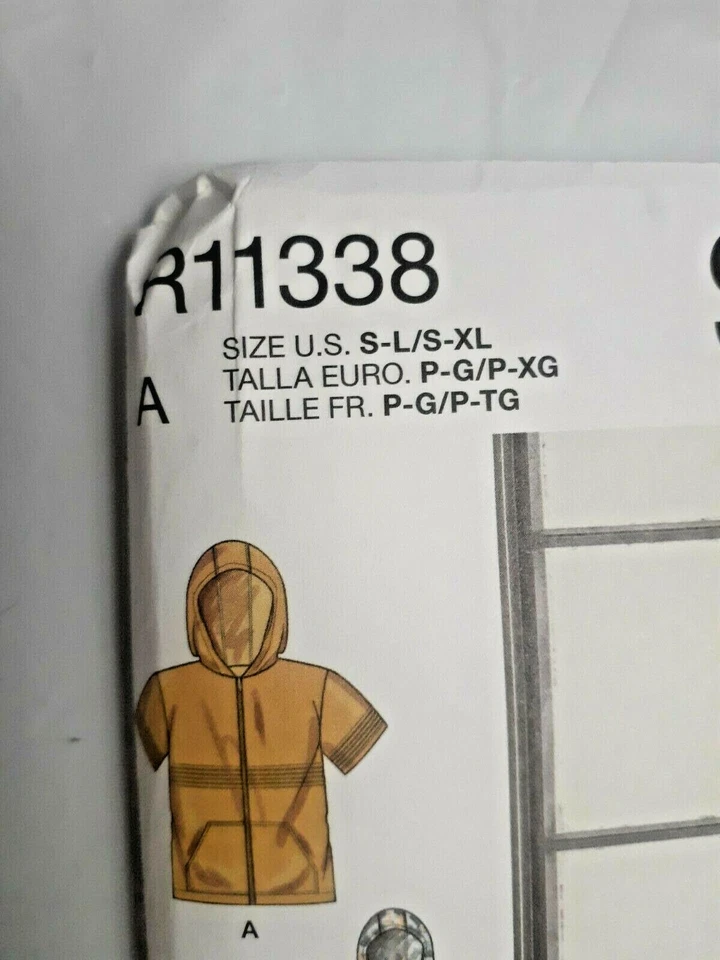 R11338
SIZE U.S. S-L/S-XL
TALLA EURO. P-G/P-XG
TAILLE FR. P-G/P-TG
A
A